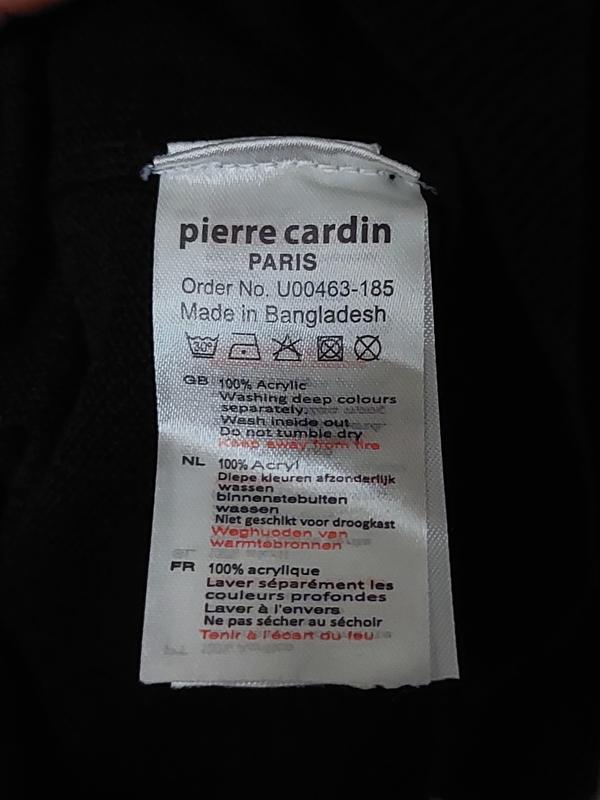 pierre cardin
PARIS
Order No. U00463-185
Made in Bangladesh
30°
GB 100% Acrylic
Washing deep colours
separately.
Wash inside out
Do not tumble dry
Keep away from fire
NL 100% Acryl
Diepe kleuren afzonderlijk
wassen
binnenstebuiten
wassen
Niet geschikt voor droogkast
Weghuoden van
warmtebronnen
FR 100% acrylique
Laver séparément les
couleurs profondes
Laver à l'envers
Ne pas sécher au séchoir
Tenir à l'écart du feu